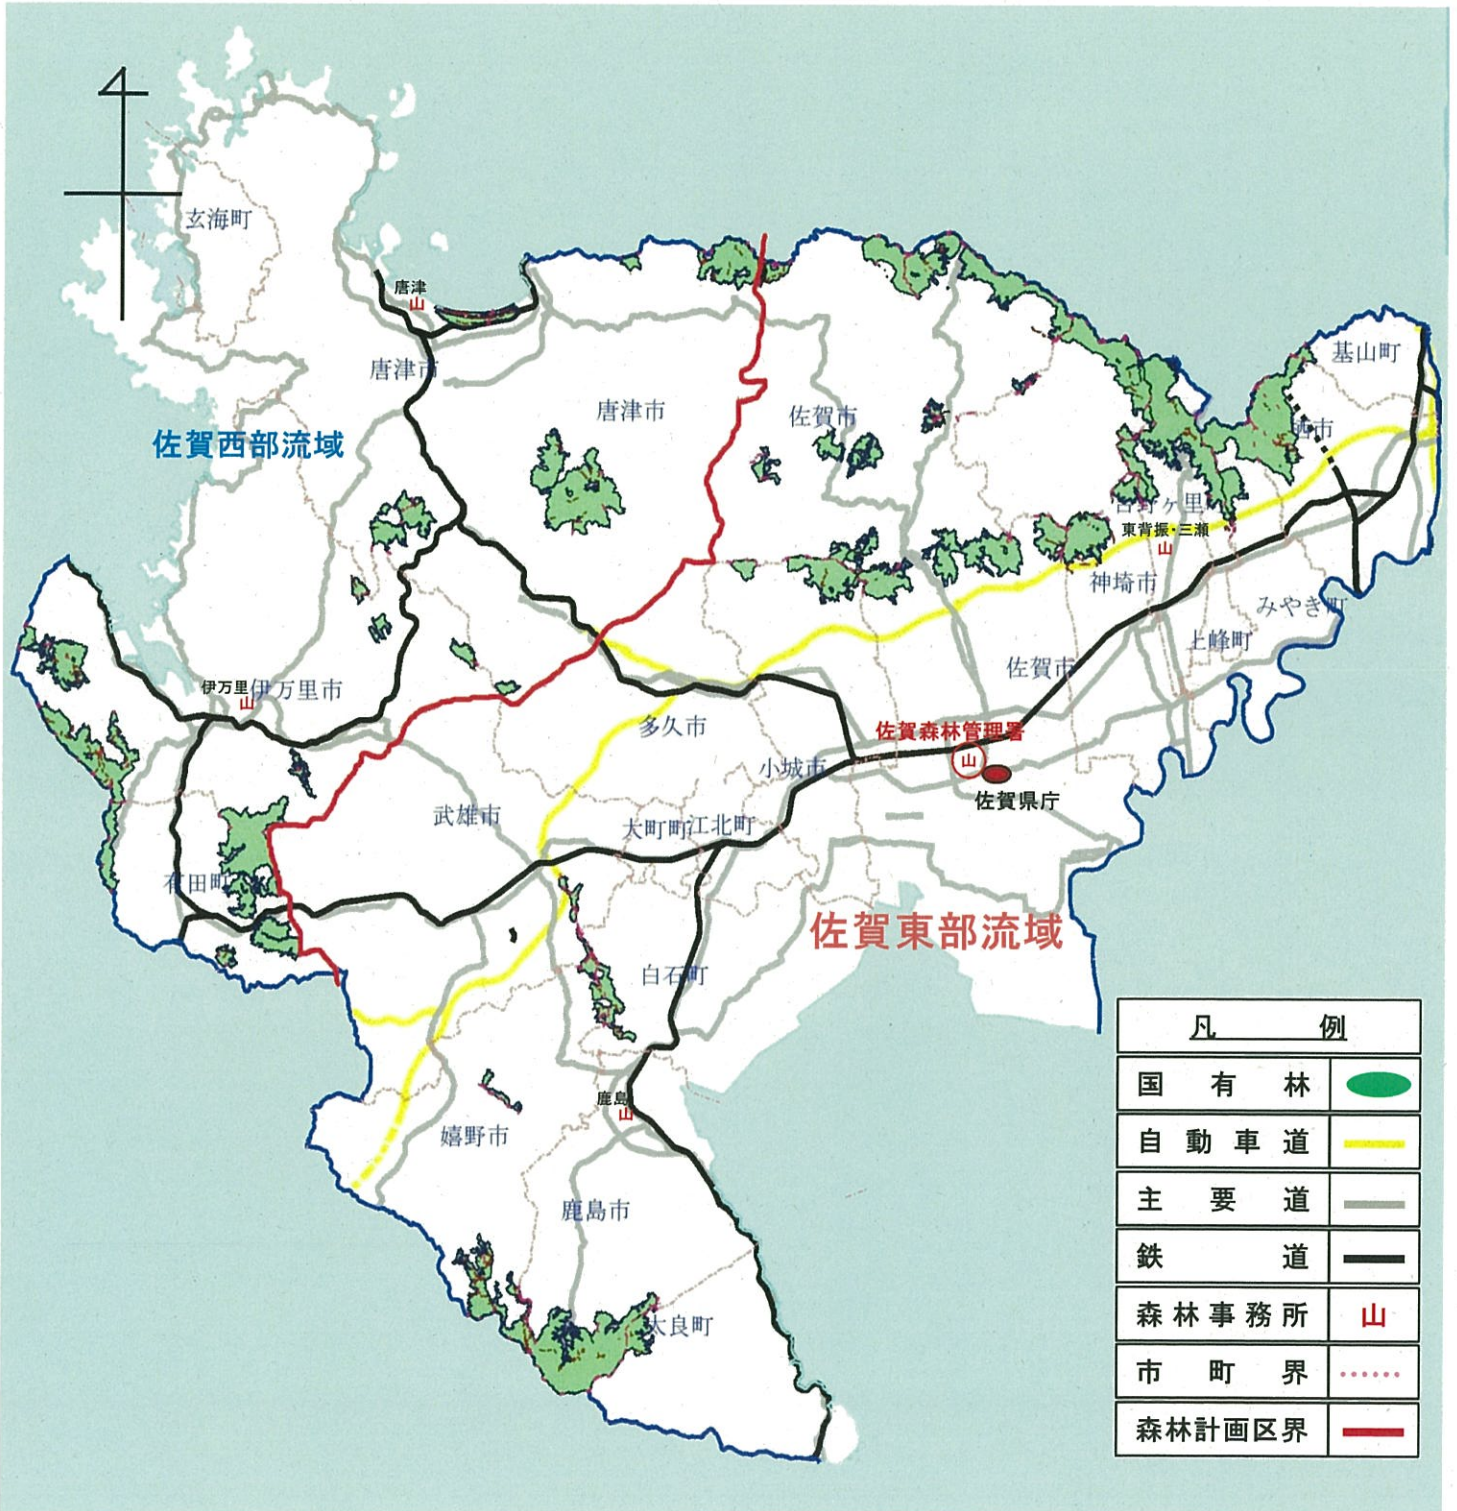 玄海町
唐津
山
唐津市
唐津市
佐賀市
基山町
栖市
佐賀西部流域
野ヶ里
東背振・三瀬
山
神埼市
みやき町
上峰町
佐賀市
伊万里
山
伊万里市
多久市
佐賀森林管理署
山
小城市
佐賀県庁
武雄市
大町町
江北町
有田町
佐賀東部流域
白石町
鹿島
山
嬉野市
鹿島市
太良町
凡例
国有林
自動車道
主要道
鉄道
森林事務所 山
市町界
森林計画区界